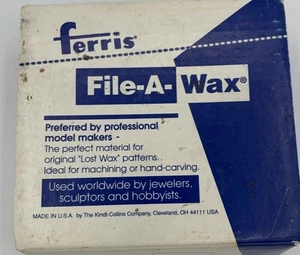 ferris®
File-A-Wax®
Preferred by professional
model makers -
The perfect material for
original "Lost Wax" patterns.
Ideal for machining or hand-carving.
Used worldwide by jewelers,
sculptors and hobbyists.
MADE IN U.S.A. by The Kindt-Collins Company, Cleveland, OH 44111 USA